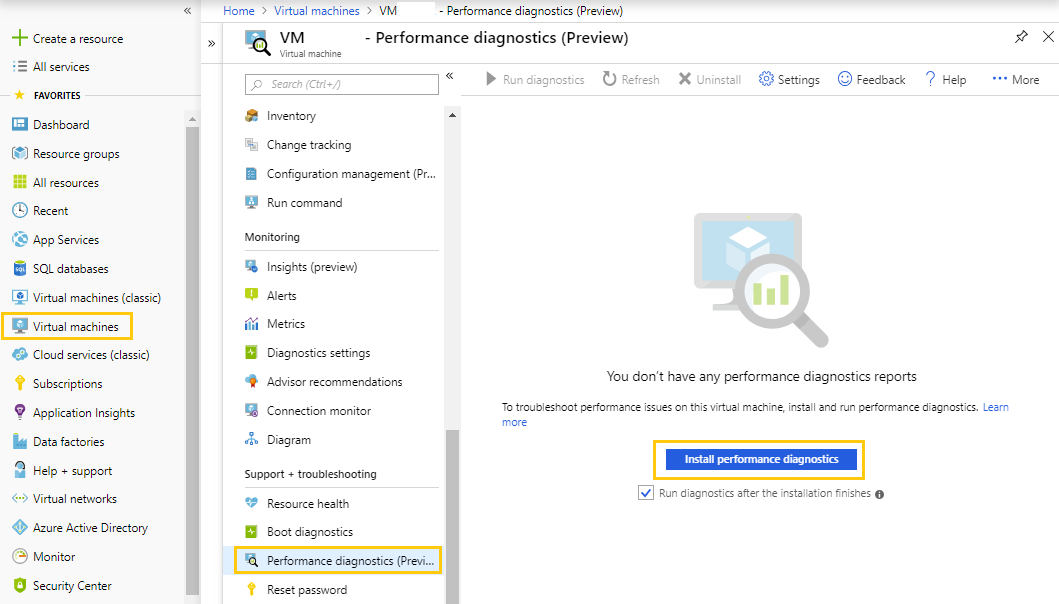 Home > Virtual machines > VM - Performance diagnostics (Preview)
«
Create a resource
All services
FAVORITES
Dashboard
Resource groups
All resources
Recent
App Services
SQL databases
Virtual machines (classic)
Virtual machines
Cloud services (classic)
Subscriptions
Application Insights
Data factories
Help + support
Virtual networks
Azure Active Directory
Monitor
Security Center
»
VM - Performance diagnostics (Preview)
Virtual machine
Search (Ctrl+/)
«
Inventory
Change tracking
Configuration management (Pr...
Run command
Monitoring
Insights (preview)
Alerts
Metrics
Diagnostics settings
Advisor recommendations
Connection monitor
Diagram
Support + troubleshooting
Resource health
Boot diagnostics
Performance diagnostics (Previ...
Reset password
Run diagnostics Refresh Uninstall Settings Feedback ? Help ••• More
You don't have any performance diagnostics reports
To troubleshoot performance issues on this virtual machine, install and run performance diagnostics. Learn
more
Install performance diagnostics
Run diagnostics after the installation finishes